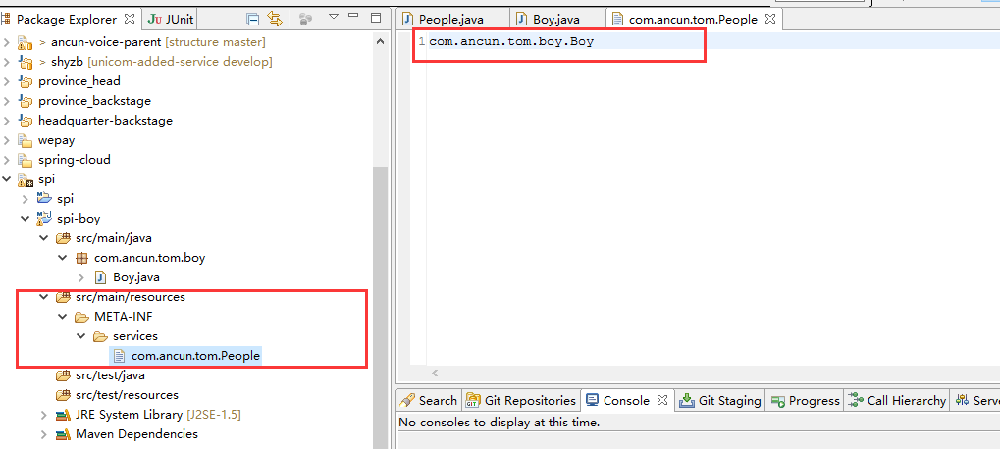 Package Explorer
JUnit
> ancun-voice-parent [structure master]
> shyzb [unicom-added-service develop]
province_head
province_backstage
headquarter-backstage
wepay
spring-cloud
spi
spi
spi-boy
src/main/java
com.ancun.tom.boy
Boy.java
src/main/resources
META-INF
services
com.ancun.tom.People
src/test/java
src/test/resources
JRE System Library [J2SE-1.5]
Maven Dependencies
People.java
Boy.java
com.ancun.tom.People
1 com.ancun.tom.boy.Boy
Search
Git Repositories
Console
Git Staging
Progress
Call Hierarchy
Serve
No consoles to display at this time.